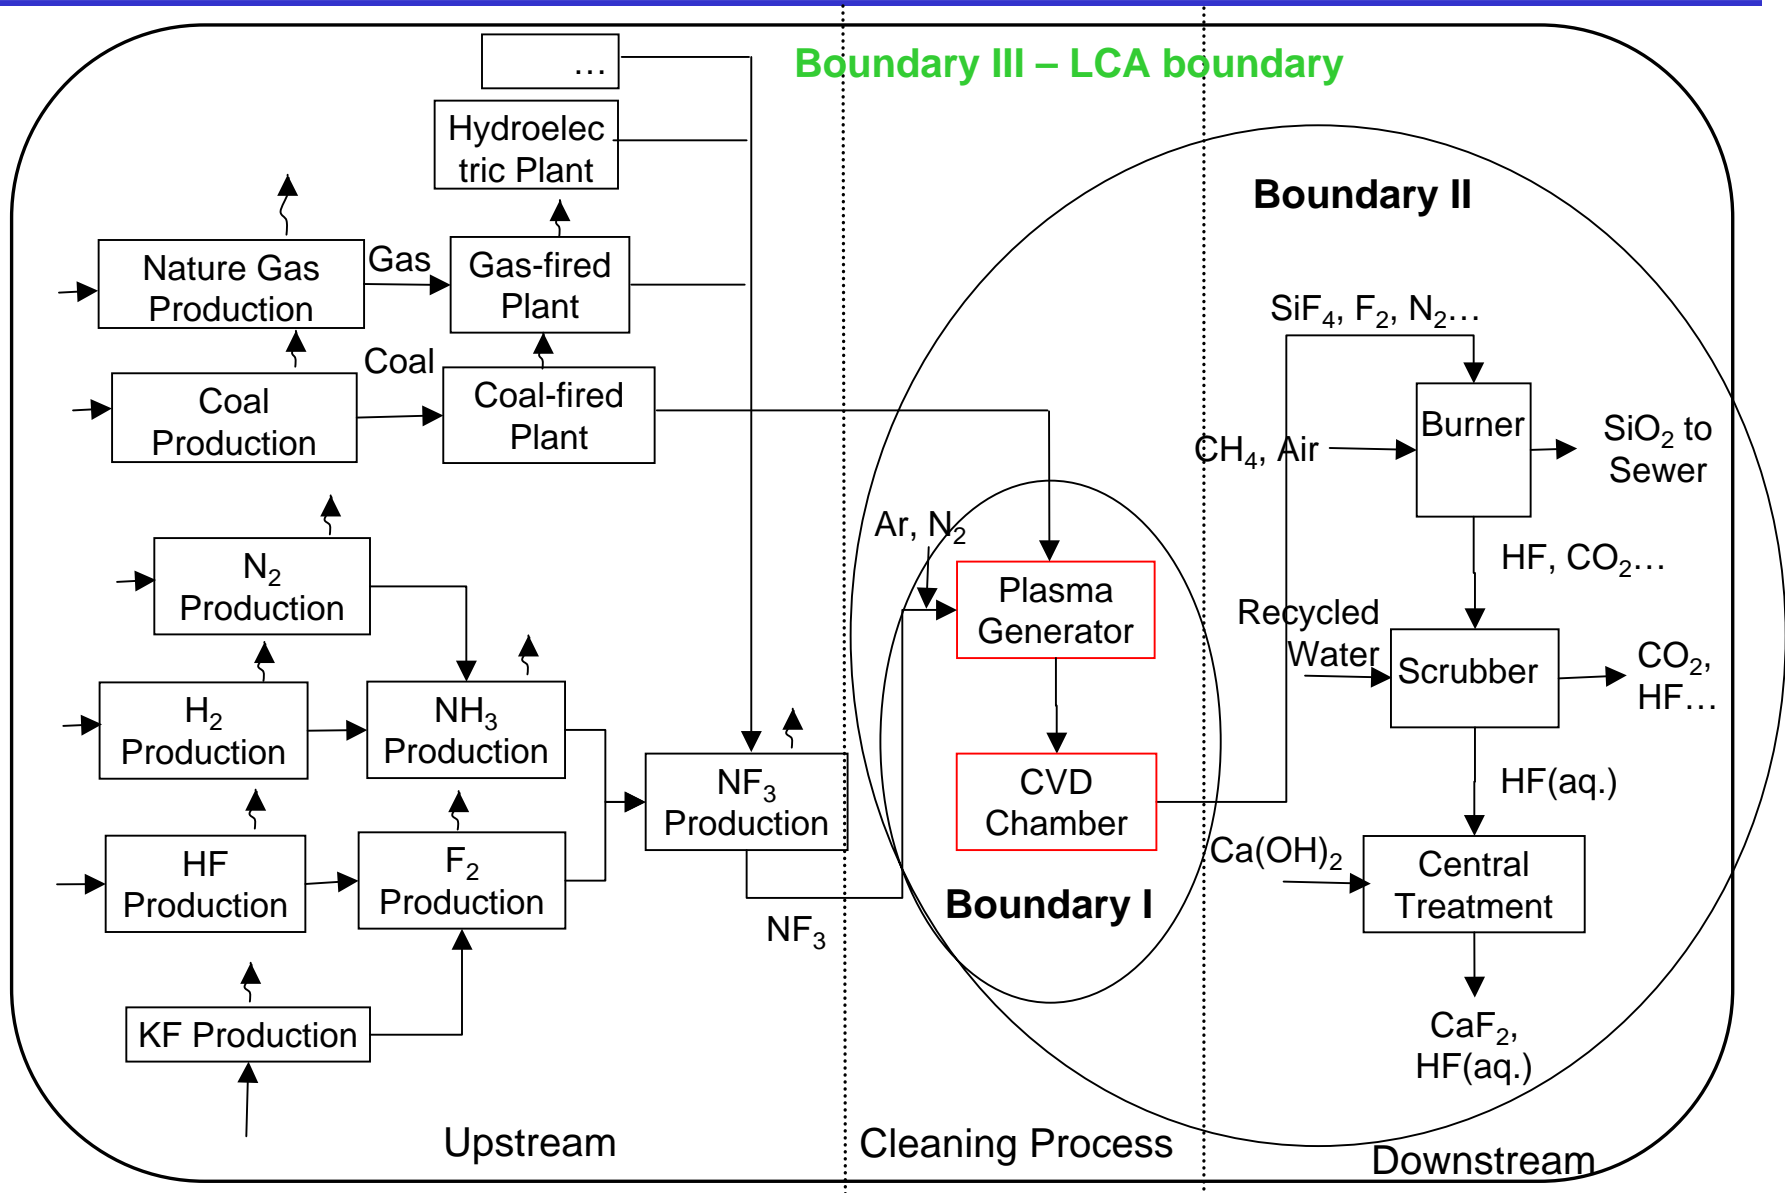 Boundary III – LCA boundary
…
Hydroelec
tric Plant
Boundary II
Nature Gas
Production
Gas
Gas-fired
Plant
SiF₄, F₂, N₂…
Coal
Production
Coal
Coal-fired
Plant
CH₄, Air
Burner
SiO₂ to
Sewer
Ar, N₂
HF, CO₂…
N₂
Production
Plasma
Generator
Recycled
Water
Scrubber
CO₂,
HF…
H₂
Production
NH₃
Production
NF₃
Production
CVD
Chamber
HF(aq.)
HF
Production
F₂
Production
Ca(OH)₂
Central
Treatment
Boundary I
NF₃
KF Production
CaF₂,
HF(aq.)
Upstream
Cleaning Process
Downstream